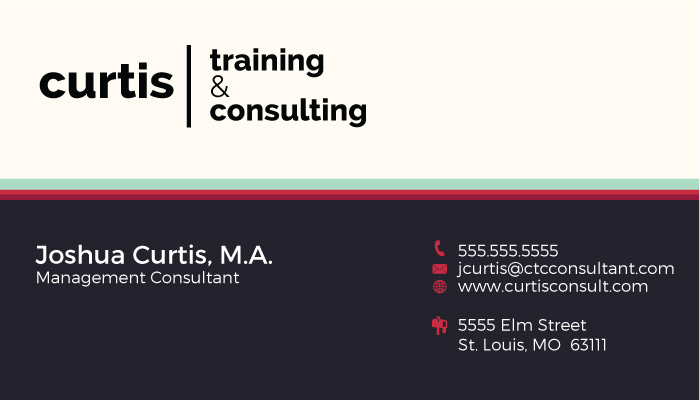 curtis
training
&
consulting
Joshua Curtis, M.A.
Management Consultant
555.555.5555
jcurtis@ctcconsultant.com
www.curtisconsult.com
5555 Elm Street
St. Louis, MO  63111